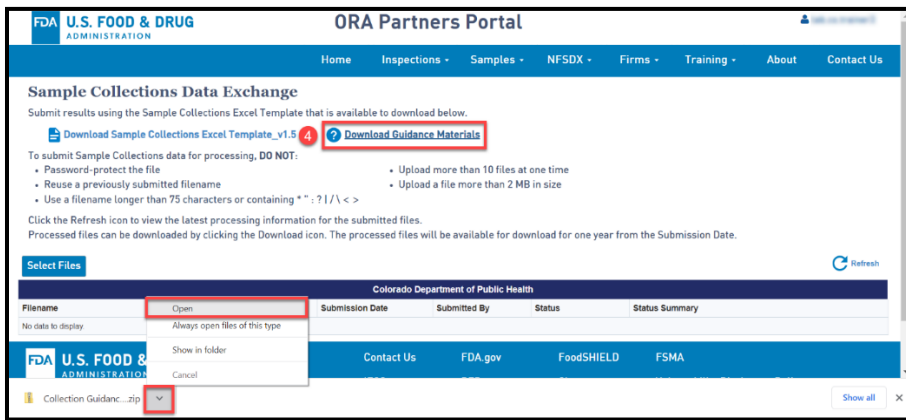 FDA U.S. FOOD & DRUG
ADMINISTRATION
ORA Partners Portal
Home Inspections Samples NFSDX Firms Training About Contact Us
Sample Collections Data Exchange
Submit results using the Sample Collections Excel Template that is available to download below.
Download Sample Collections Excel Template_v1.5 4 ? Download Guidance Materials
To submit Sample Collections data for processing, DO NOT:
• Password-protect the file • Upload more than 10 files at one time
• Reuse a previously submitted filename • Upload a file more than 2 MB in size
• Use a filename longer than 75 characters or containing * " : ? | / \ < >
Click the Refresh icon to view the latest processing information for the submitted files.
Processed files can be downloaded by clicking the Download icon. The processed files will be available for download for one year from the Submission Date.
Select Files Refresh
Colorado Department of Public Health
Filename Submission Date Submitted By Status Status Summary
No data to display
Open
Always open files of this type
Show in folder
Cancel
FDA U.S. FOOD &
ADMINISTRATION
Contact Us FDA.gov FoodSHIELD FSMA
Collection Guidanc....zip Show all